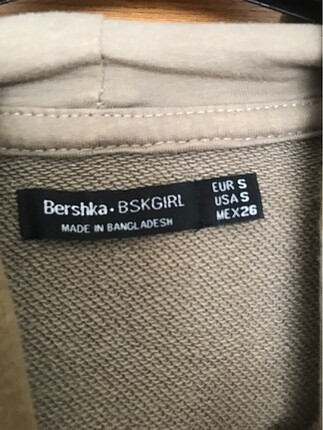 Bershka • BSKGIRL
MADE IN BANGLADESH
EUR S
USA S
MEX 26